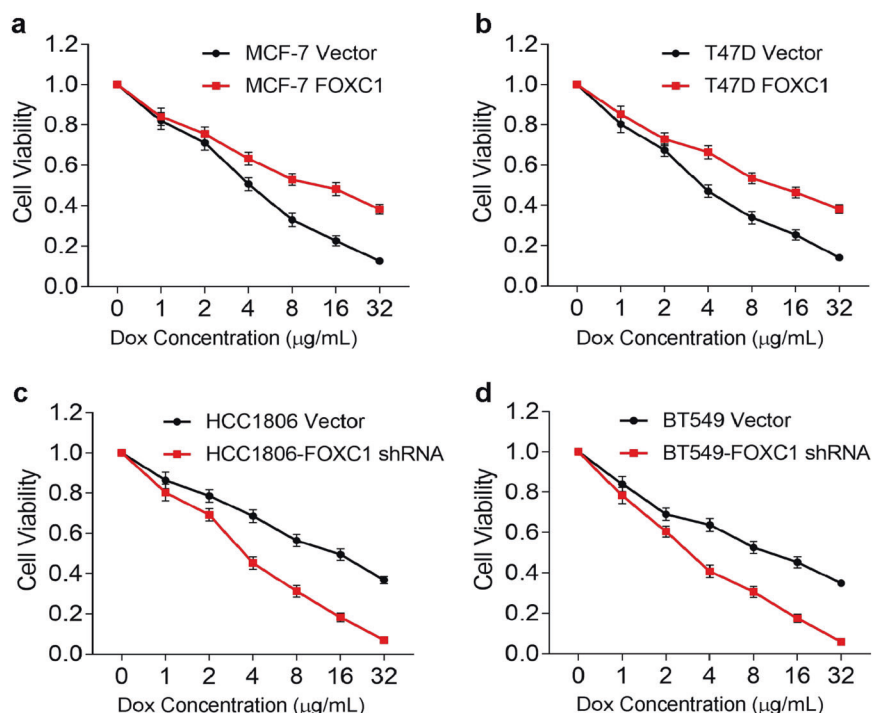 a
MCF-7 Vector
MCF-7 FOXC1
Cell Viability
1.2
1.0
0.8
0.6
0.4
0.2
0.0
0 1 2 4 8 16 32
Dox Concentration (μg/mL)
b
T47D Vector
T47D FOXC1
Cell Viability
1.2
1.0
0.8
0.6
0.4
0.2
0.0
0 1 2 4 8 16 32
Dox Concentration (μg/mL)
c
HCC1806 Vector
HCC1806-FOXC1 shRNA
Cell Viability
1.2
1.0
0.8
0.6
0.4
0.2
0.0
0 1 2 4 8 16 32
Dox Concentration (μg/mL)
d
BT549 Vector
BT549-FOXC1 shRNA
Cell Viability
1.2
1.0
0.8
0.6
0.4
0.2
0.0
0 1 2 4 8 16 32
Dox Concentration (μg/mL)